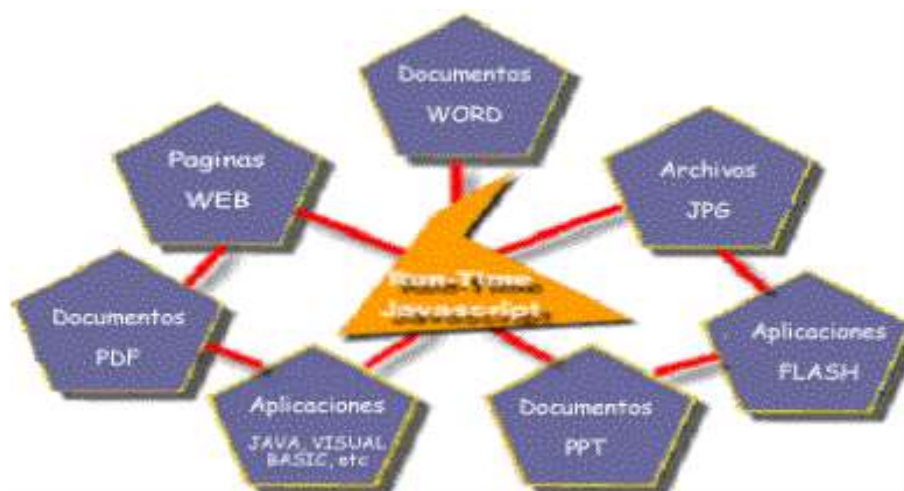 Documentos
WORD
Paginas
WEB
Archivos
JPG
Run-Time
Javascript
Documentos
PDF
Aplicaciones
FLASH
Aplicaciones
JAVA, VISUAL
BASIC, etc
Documentos
PPT